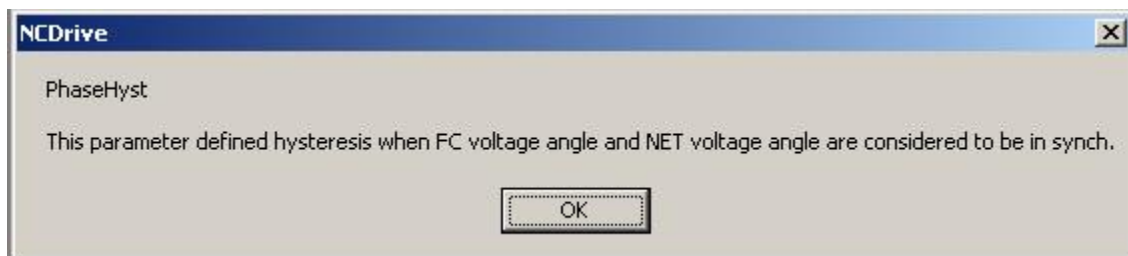 NCDrive
PhaseHyst
This parameter defined hysteresis when FC voltage angle and NET voltage angle are considered to be in synch.
OK